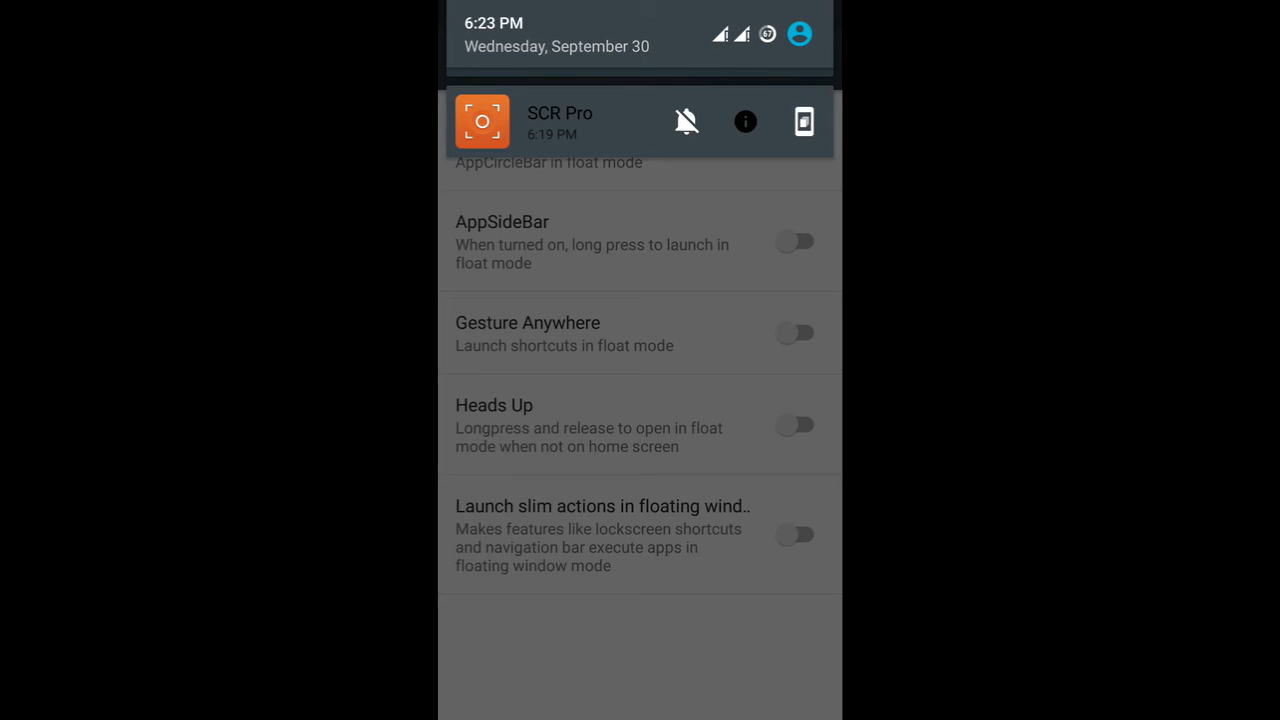 6:23 PM
Wednesday, September 30
67
SCR Pro
6:19 PM
AppCircleBar in float mode
AppSideBar
When turned on, long press to launch in
float mode
Gesture Anywhere
Launch shortcuts in float mode
Heads Up
Longpress and release to open in float
mode when not on home screen
Launch slim actions in floating wind..
Makes features like lockscreen shortcuts
and navigation bar execute apps in
floating window mode